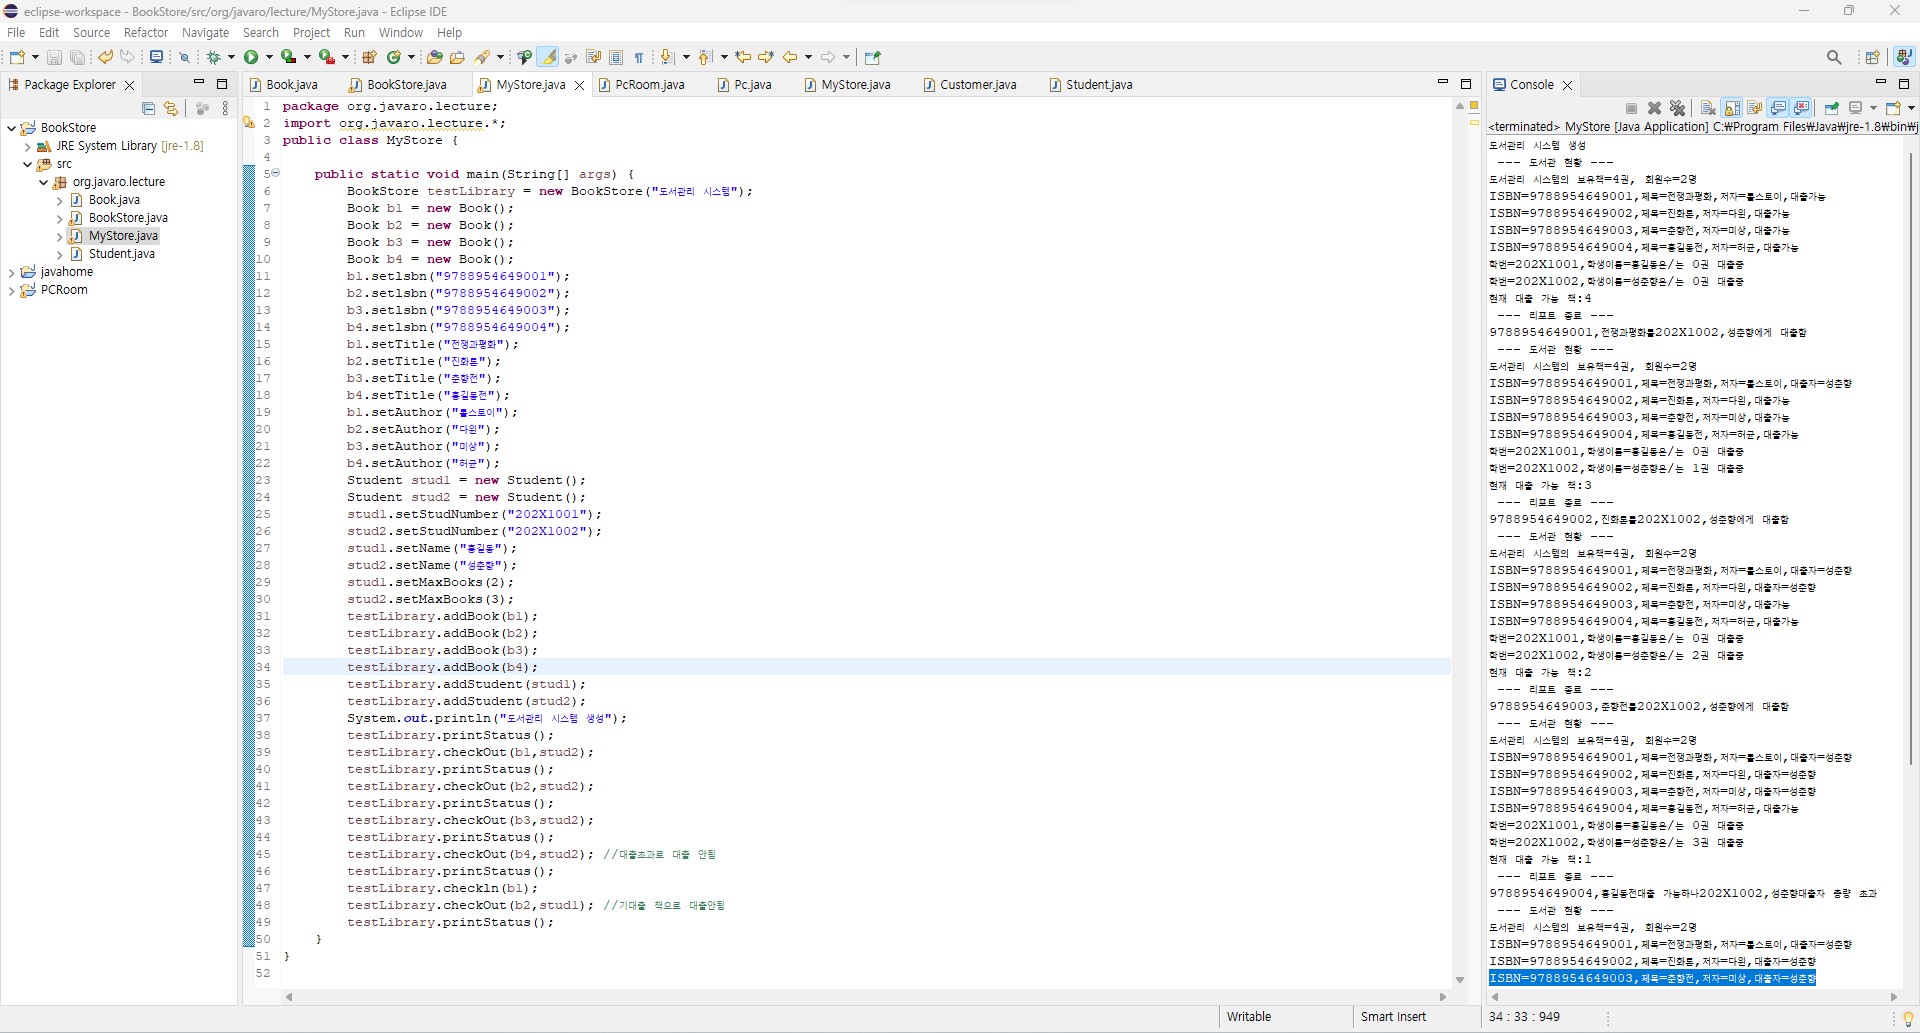 eclipse-workspace - BookStore/src/org/javaro/lecture/MyStore.java - Eclipse IDE
File Edit Source Refactor Navigate Search Project Run Window Help
Package Explorer
BookStore
JRE System Library [jre-1.8]
src
org.javaro.lecture
Book.java
BookStore.java
MyStore.java
Student.java
javahome
PCRoom
Book.java BookStore.java MyStore.java PcRoom.java Pc.java MyStore.java Customer.java Student.java
1 package org.javaro.lecture;
2 import org.javaro.lecture.*;
3 public class MyStore {
4
5 public static void main(String[] args) {
6 BookStore testLibrary = new BookStore("도서관리 시스템");
7 Book b1 = new Book();
8 Book b2 = new Book();
9 Book b3 = new Book();
10 Book b4 = new Book();
11 b1.setlsbn("9788954649001");
12 b2.setlsbn("9788954649002");
13 b3.setlsbn("9788954649003");
14 b4.setlsbn("9788954649004");
15 b1.setTitle("전쟁과평화");
16 b2.setTitle("진화론");
17 b3.setTitle("춘향전");
18 b4.setTitle("홍길동전");
19 b1.setAuthor("톨스토이");
20 b2.setAuthor("다윈");
21 b3.setAuthor("미상");
22 b4.setAuthor("허균");
23 Student stud1 = new Student();
24 Student stud2 = new Student();
25 stud1.setStudNumber("202X1001");
26 stud2.setStudNumber("202X1002");
27 stud1.setName("홍길동");
28 stud2.setName("성춘향");
29 stud1.setMaxBooks(2);
30 stud2.setMaxBooks(3);
31 testLibrary.addBook(b1);
32 testLibrary.addBook(b2);
33 testLibrary.addBook(b3);
34 testLibrary.addBook(b4);
35 testLibrary.addStudent(stud1);
36 testLibrary.addStudent(stud2);
37 System.out.println("도서관리 시스템 생성");
38 testLibrary.printStatus();
39 testLibrary.checkOut(b1,stud2);
40 testLibrary.printStatus();
41 testLibrary.checkOut(b2,stud2);
42 testLibrary.printStatus();
43 testLibrary.checkOut(b3,stud2);
44 testLibrary.printStatus();
45 testLibrary.checkOut(b4,stud2); //대출초과로 대출 안됨
46 testLibrary.printStatus();
47 testLibrary.checkln(b1);
48 testLibrary.checkOut(b2,stud1); //기대출 책으로 대출안됨
49 testLibrary.printStatus();
50 }
51 }
52
Console
<terminated> MyStore [Java Application] C:₩Program Files₩Java₩jre-1.8₩bin₩j
도서관리 시스템 생성
--- 도서관 현황 ---
도서관리 시스템의 보유책=4권, 회원수=2명
ISBN=9788954649001,제목=전쟁과평화,저자=톨스토이,대출가능
ISBN=9788954649002,제목=진화론,저자=다윈,대출가능
ISBN=9788954649003,제목=춘향전,저자=미상,대출가능
ISBN=9788954649004,제목=홍길동전,저자=허균,대출가능
학번=202X1001,학생이름=홍길동은/는 0권 대출중
학번=202X1002,학생이름=성춘향은/는 0권 대출중
현재 대출 가능 책:4
--- 리포트 종료 ---
9788954649001,전쟁과평화를202X1002,성춘향에게 대출함
--- 도서관 현황 ---
도서관리 시스템의 보유책=4권, 회원수=2명
ISBN=9788954649001,제목=전쟁과평화,저자=톨스토이,대출자=성춘향
ISBN=9788954649002,제목=진화론,저자=다윈,대출가능
ISBN=9788954649003,제목=춘향전,저자=미상,대출가능
ISBN=9788954649004,제목=홍길동전,저자=허균,대출가능
학번=202X1001,학생이름=홍길동은/는 0권 대출중
학번=202X1002,학생이름=성춘향은/는 1권 대출중
현재 대출 가능 책:3
--- 리포트 종료 ---
9788954649002,진화론를202X1002,성춘향에게 대출함
--- 도서관 현황 ---
도서관리 시스템의 보유책=4권, 회원수=2명
ISBN=9788954649001,제목=전쟁과평화,저자=톨스토이,대출자=성춘향
ISBN=9788954649002,제목=진화론,저자=다윈,대출자=성춘향
ISBN=9788954649003,제목=춘향전,저자=미상,대출가능
ISBN=9788954649004,제목=홍길동전,저자=허균,대출가능
학번=202X1001,학생이름=홍길동은/는 0권 대출중
학번=202X1002,학생이름=성춘향은/는 2권 대출중
현재 대출 가능 책:2
--- 리포트 종료 ---
9788954649003,춘향전를202X1002,성춘향에게 대출함
--- 도서관 현황 ---
도서관리 시스템의 보유책=4권, 회원수=2명
ISBN=9788954649001,제목=전쟁과평화,저자=톨스토이,대출자=성춘향
ISBN=9788954649002,제목=진화론,저자=다윈,대출자=성춘향
ISBN=9788954649003,제목=춘향전,저자=미상,대출자=성춘향
ISBN=9788954649004,제목=홍길동전,저자=허균,대출가능
학번=202X1001,학생이름=홍길동은/는 0권 대출중
학번=202X1002,학생이름=성춘향은/는 3권 대출중
현재 대출 가능 책:1
--- 리포트 종료 ---
9788954649004,홍길동전대출 가능하나202X1002,성춘향대출자 총량 초과
--- 도서관 현황 ---
도서관리 시스템의 보유책=4권, 회원수=2명
ISBN=9788954649001,제목=전쟁과평화,저자=톨스토이,대출자=성춘향
ISBN=9788954649002,제목=진화론,저자=다윈,대출자=성춘향
ISBN=9788954649003,제목=춘향전,저자=미상,대출자=성춘향
Writable Smart Insert 34 : 33 : 949